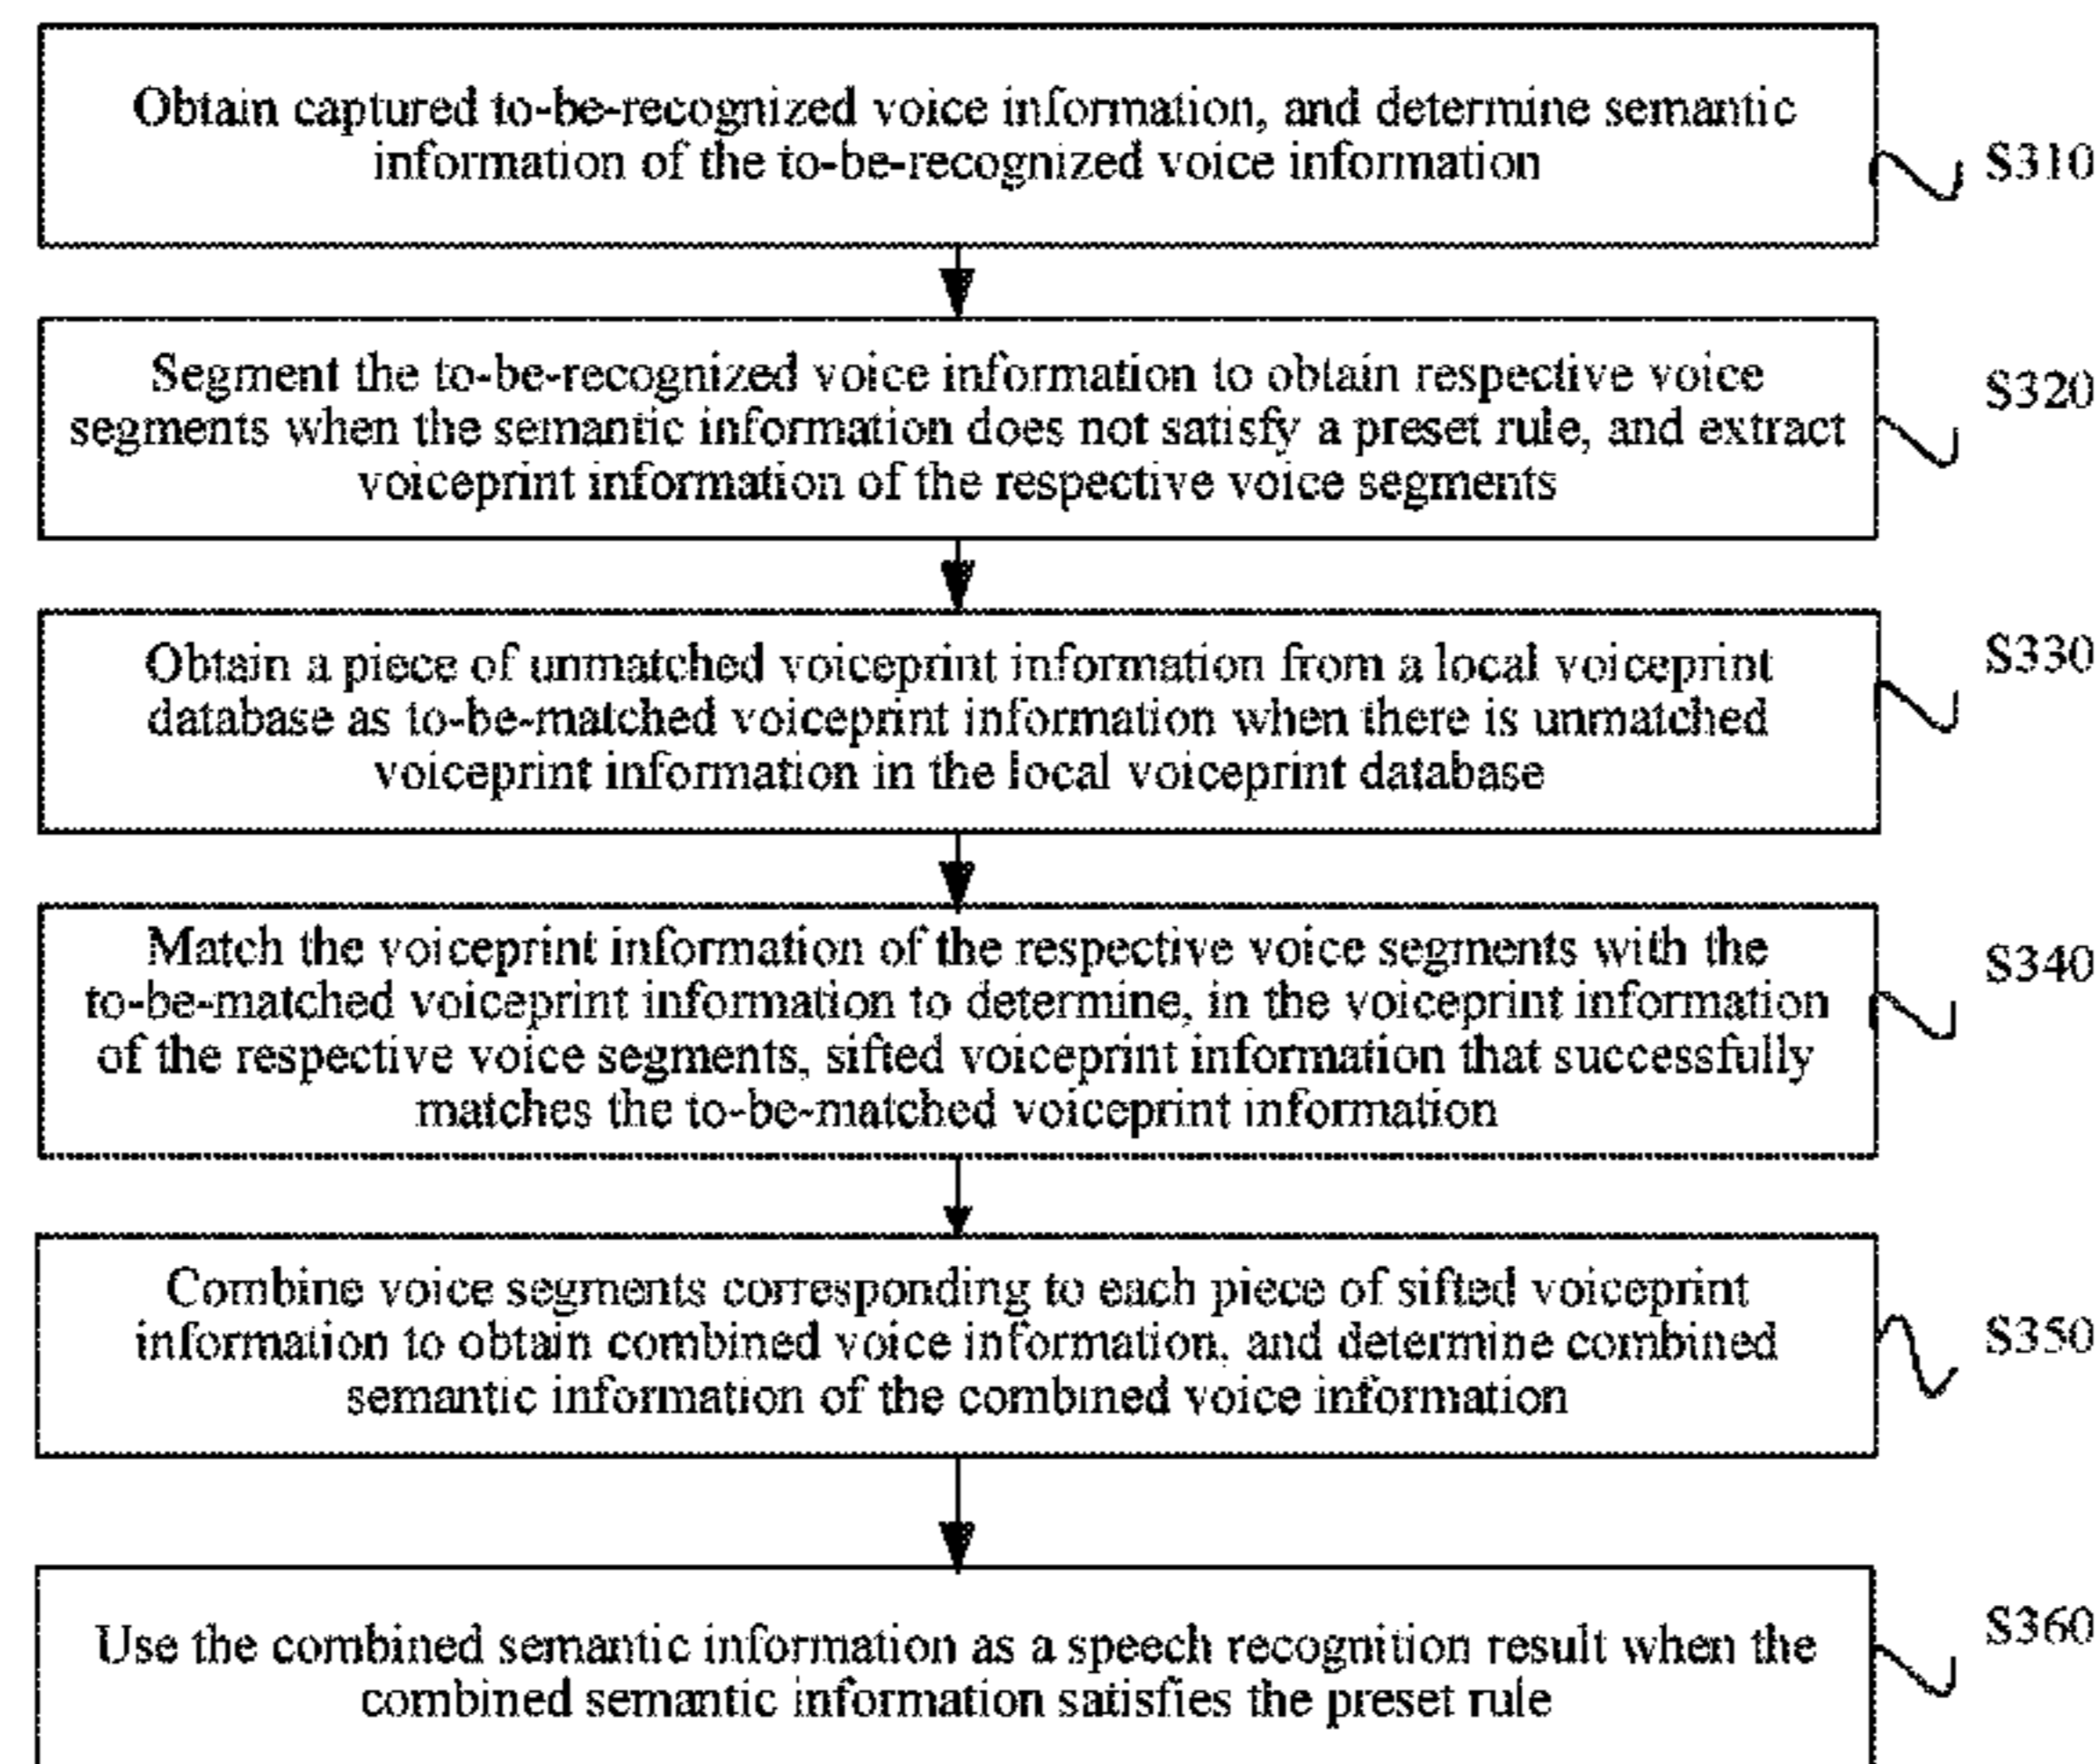 Obtain captured to-be-recognized voice information, and determine semantic
information of the to-be-recognized voice information
S310
Segment the to-be-recognized voice information to obtain respective voice
segments when the semantic information does not satisfy a preset rule, and extract
voiceprint information of the respective voice segments
S320
Obtain a piece of unmatched voiceprint information from a local voiceprint
database as to-be-matched voiceprint information when there is unmatched
voiceprint information in the local voiceprint database
S330
Match the voiceprint information of the respective voice segments with the
to-be-matched voiceprint information to determine, in the voiceprint information
of the respective voice segments, sifted voiceprint information that successfully
matches the to-be-matched voiceprint information
S340
Combine voice segments corresponding to each piece of sifted voiceprint
information to obtain combined voice information, and determine combined
semantic information of the combined voice information
S350
Use the combined semantic information as a speech recognition result when the
combined semantic information satisfies the preset rule
S360